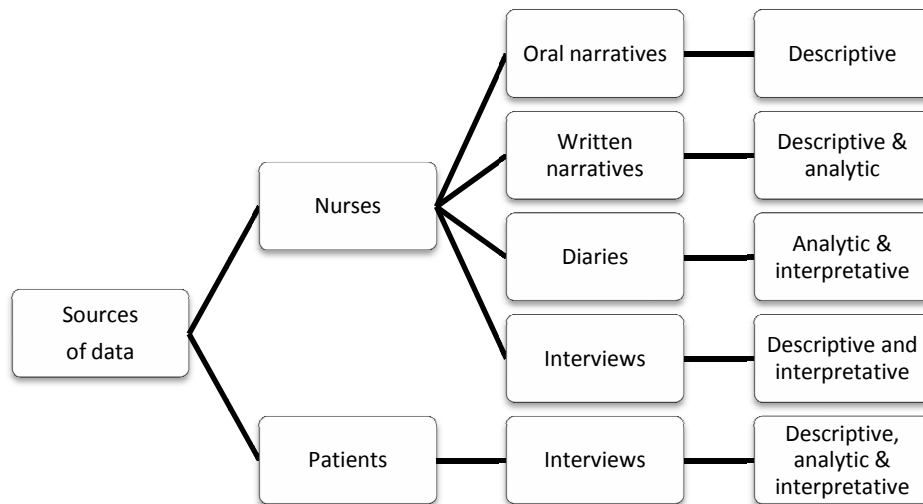 Oral narratives
Descriptive
Written
narratives
Descriptive &
analytic
Nurses
Diaries
Analytic &
interpretative
Sources
of data
Interviews
Descriptive and
interpretative
Patients
Interviews
Descriptive,
analytic &
interpretative